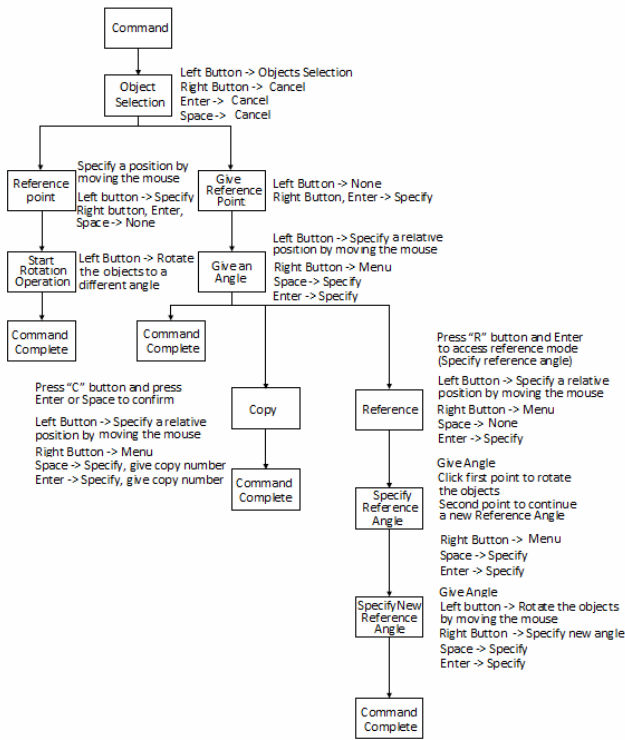 Command
Object
Selection
Left Button -> Objects Selection
Right Button -> Cancel
Enter -> Cancel
Space -> Cancel
Reference
point
Specify a position by
moving the mouse
Left button -> Specify
Right button, Enter,
Space -> None
Give
Reference
Point
Left Button -> None
Right Button, Enter -> Specify
Start
Rotation
Operation
Left Button -> Rotate
the objects to a
different angle
Give an
Angle
Left Button -> Specify a relative
position by moving the mouse
Right Button -> Menu
Space -> Specify
Enter -> Specify
Command
Complete
Command
Complete
Press "C" button and press
Enter or Space to confirm
Left Button -> Specify a relative
position by moving the mouse
Right Button -> Menu
Space -> Specify, give copy number
Enter -> Specify, give copy number
Copy
Command
Complete
Press "R" button and Enter
to access reference mode
(Specify reference angle)
Left Button -> Specify a relative
position by moving the mouse
Right Button -> Menu
Space -> None
Enter -> Specify
Reference
Specify
Reference
Angle
Give Angle
Click first point to rotate
the objects
Second point to continue
a new Reference Angle
Right Button -> Menu
Space -> Specify
Enter -> Specify
Specify New
Reference
Angle
Give Angle
Left button -> Rotate the objects
by moving the mouse
Right Button -> Specify new angle
Space -> Specify
Enter -> Specify
Command
Complete